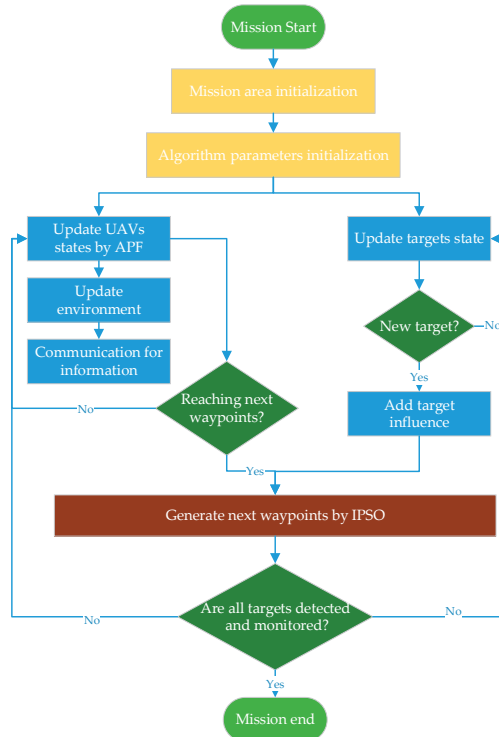 Mission Start
Mission area initialization
Algorithm parameters initialization
Update UAVs
states by APF
Update targets state
Update
environment
New target?
No
Communication for
information
Yes
Reaching next
waypoints?
No
Add target
influence
Yes
Generate next waypoints by IPSO
Are all targets detected
and monitored?
No
No
Yes
Mission end